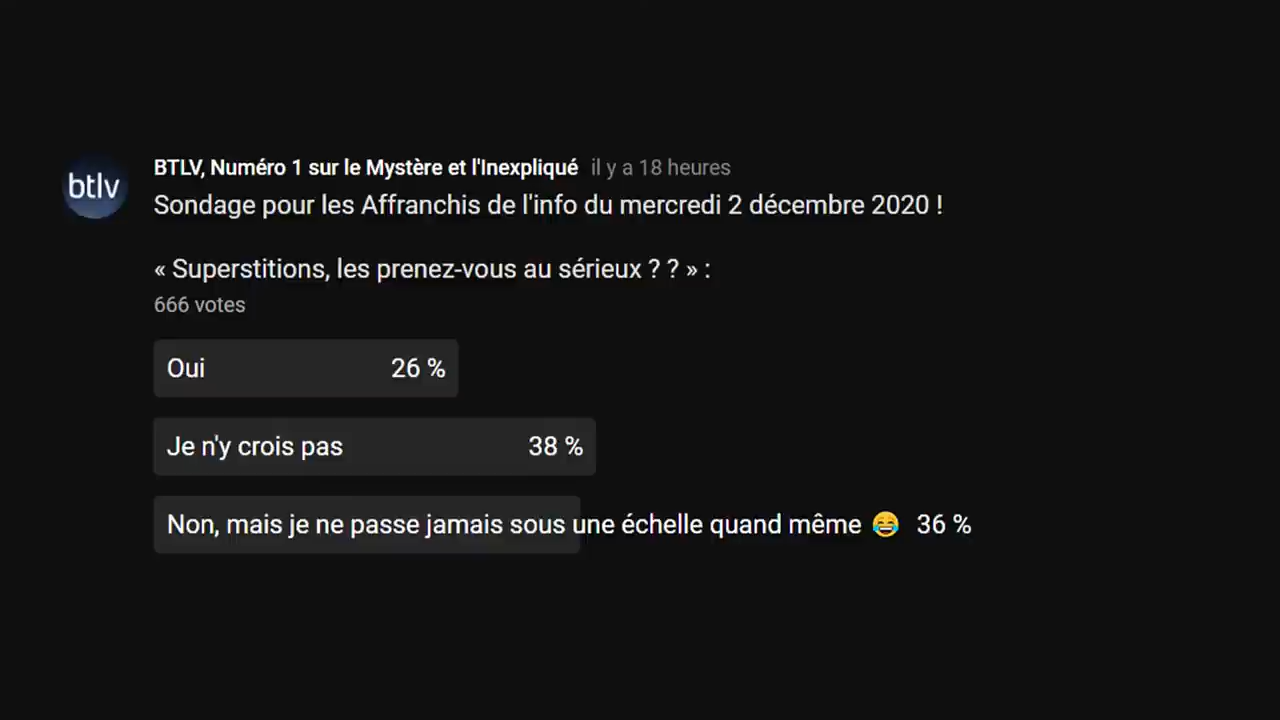 btlv
BTLV, Numéro 1 sur le Mystère et l'Inexpliqué il y a 18 heures
Sondage pour les Affranchis de l'info du mercredi 2 décembre 2020 !
« Superstitions, les prenez-vous au sérieux ? ? » :
666 votes
Oui 26 %
Je n'y crois pas 38 %
Non, mais je ne passe jamais sous une échelle quand même 😂 36 %